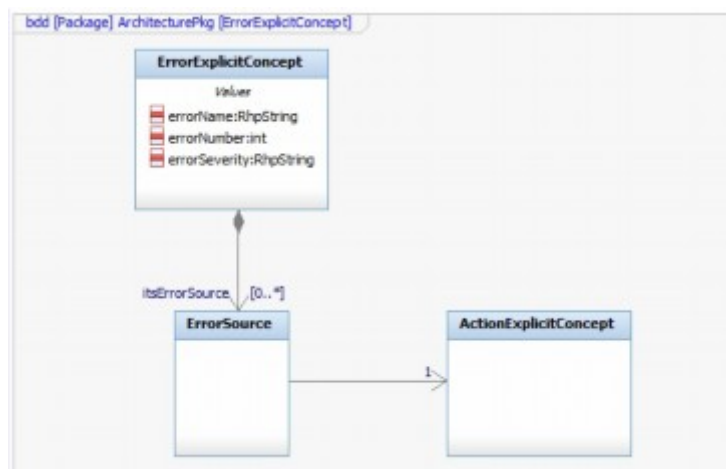 bdd [Package] ArchitecturePkg [ErrorExplicitConcept]
ErrorExplicitConcept
Values
errorName:RhpString
errorNumber:int
errorSeverity:RhpString
itsErrorSource [0..*]
ErrorSource
ActionExplicitConcept
1